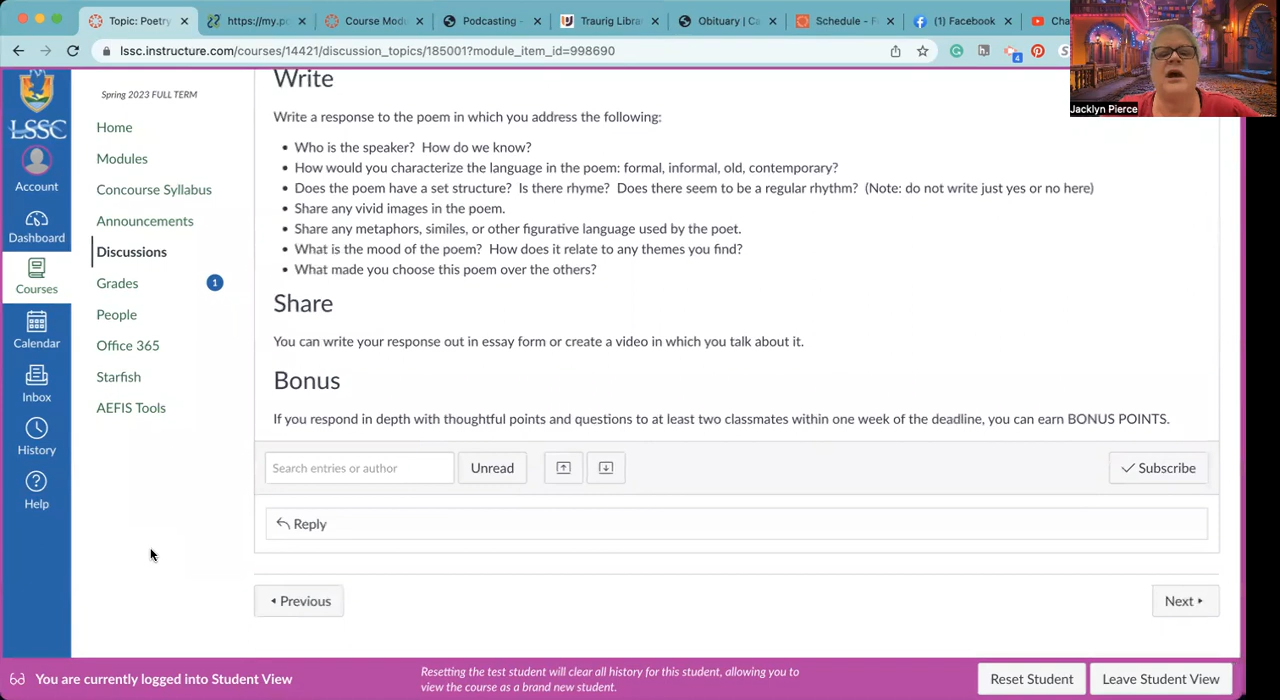 Topic: Poetry
https://my.po
Course Modu
Podcasting -
Traurig Libra
Obituary | Ca
Schedule - F
(1) Facebook
Cha
lssc.instructure.com/courses/14421/discussion_topics/185001?module_item_id=998690
4
Jacklyn Pierce
LSSC
Account
Dashboard
Courses
Calendar
Inbox
History
Help
Spring 2023 FULL TERM
Home
Modules
Concourse Syllabus
Announcements
Discussions
Grades
1
People
Office 365
Starfish
AEFIS Tools
Write
Write a response to the poem in which you address the following:
• Who is the speaker? How do we know?
• How would you characterize the language in the poem: formal, informal, old, contemporary?
• Does the poem have a set structure? Is there rhyme? Does there seem to be a regular rhythm? (Note: do not write just yes or no here)
• Share any vivid images in the poem.
• Share any metaphors, similes, or other figurative language used by the poet.
• What is the mood of the poem? How does it relate to any themes you find?
• What made you choose this poem over the others?
Share
You can write your response out in essay form or create a video in which you talk about it.
Bonus
If you respond in depth with thoughtful points and questions to at least two classmates within one week of the deadline, you can earn BONUS POINTS.
Search entries or author
Unread
Subscribe
Reply
Previous
Next
You are currently logged into Student View
Resetting the test student will clear all history for this student, allowing you to
view the course as a brand new student.
Reset Student
Leave Student View